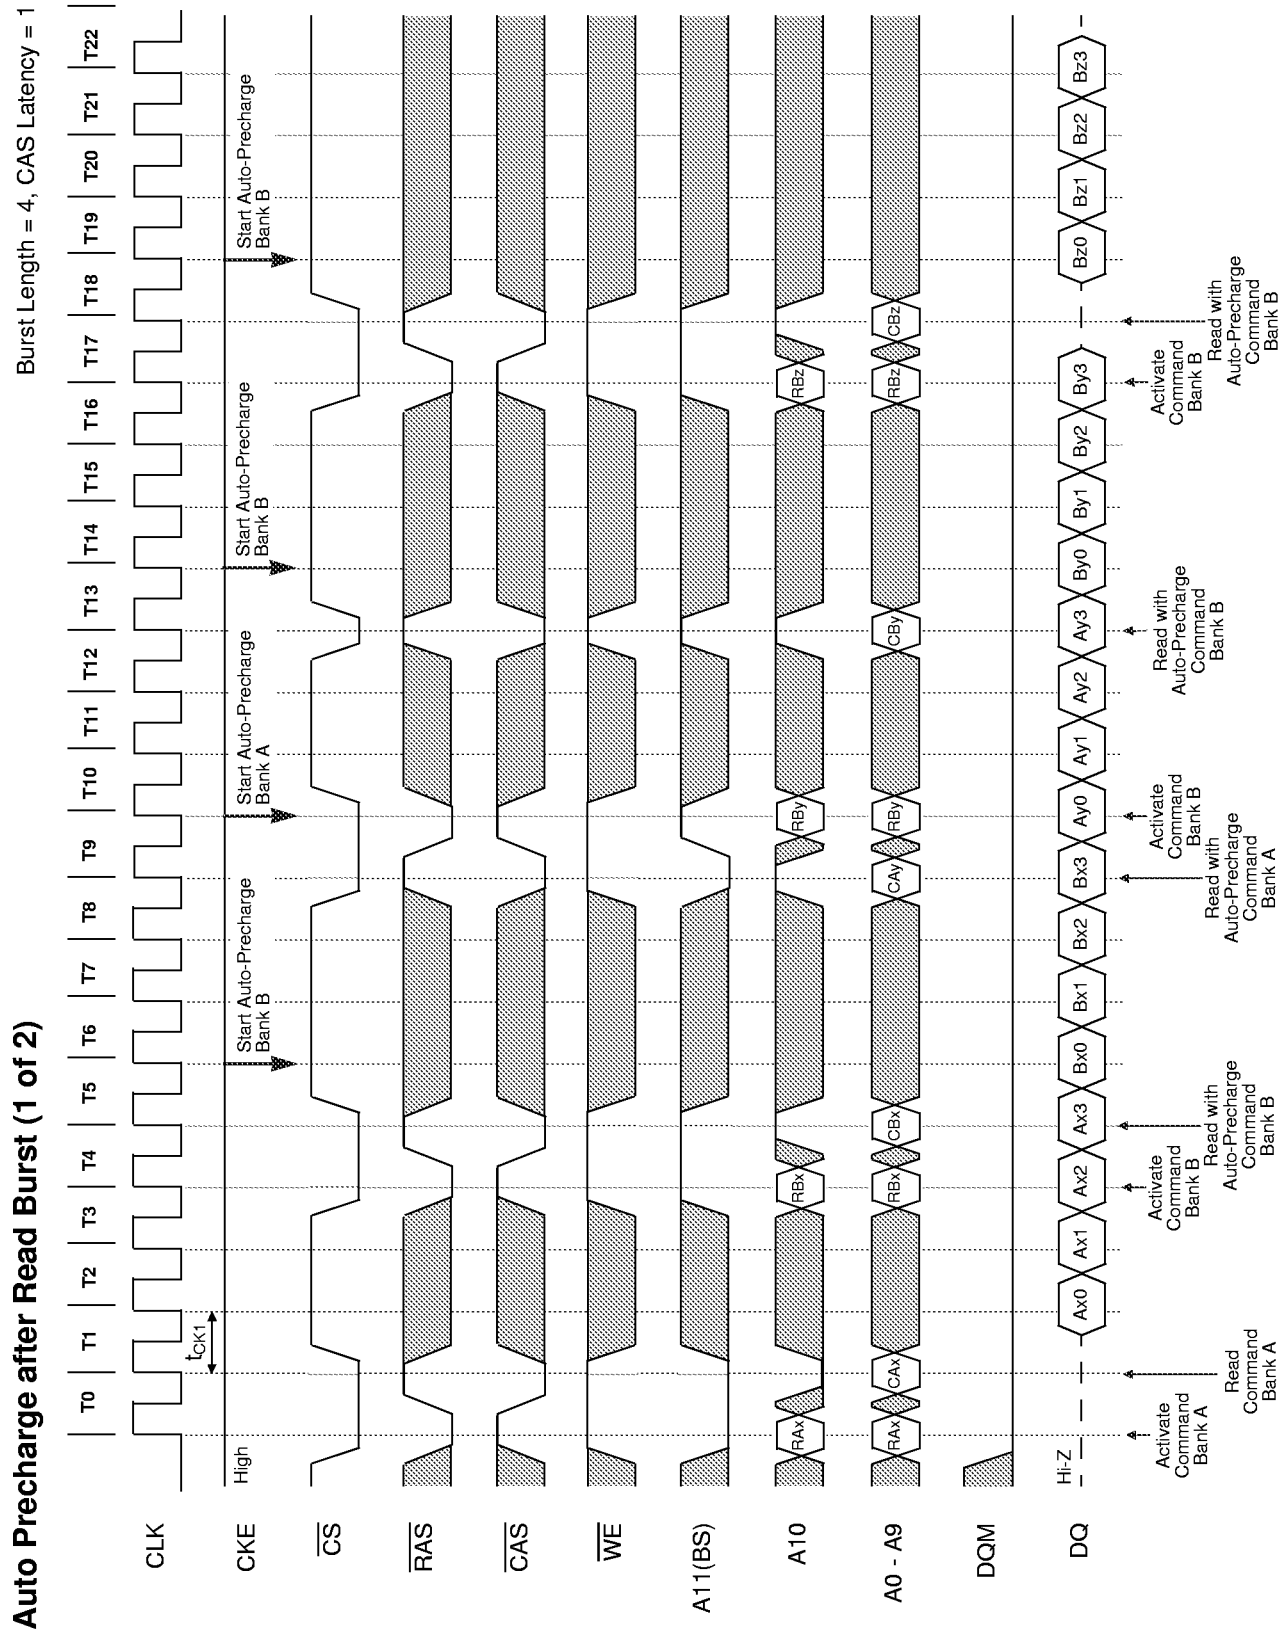 Auto Precharge after Read Burst (1 of 2)
Burst Length = 4, CAS Latency = 1
T0 T1 T2 T3 T4 T5 T6 T7 T8 T9 T10 T11 T12 T13 T14 T15 T16 T17 T18 T19 T20 T21 T22
CLK
tCK1
CKE
High
Start Auto-Precharge
Bank B
Start Auto-Precharge
Bank A
Start Auto-Precharge
Bank B
Start Auto-Precharge
Bank B
CS
RAS
CAS
WE
A11(BS)
A10
RAx RBx RBy RBz
A0 - A9
RAx CAx RBx CBx CAy RBy CBy RBz CBz
DQM
DQ
Hi-Z
Ax0 Ax1 Ax2 Ax3 Bx0 Bx1 Bx2 Bx3 Ay0 Ay1 Ay2 Ay3 By0 By1 By2 By3 Bz0 Bz1 Bz2 Bz3
Activate
Command
Bank A
Read
Command
Bank A
Activate
Command
Bank B
Read with
Auto-Precharge
Command
Bank B
Read with
Auto-Precharge
Command
Bank A
Activate
Command
Bank B
Read with
Auto-Precharge
Command
Bank B
Activate
Command
Bank B
Read with
Auto-Precharge
Command
Bank B